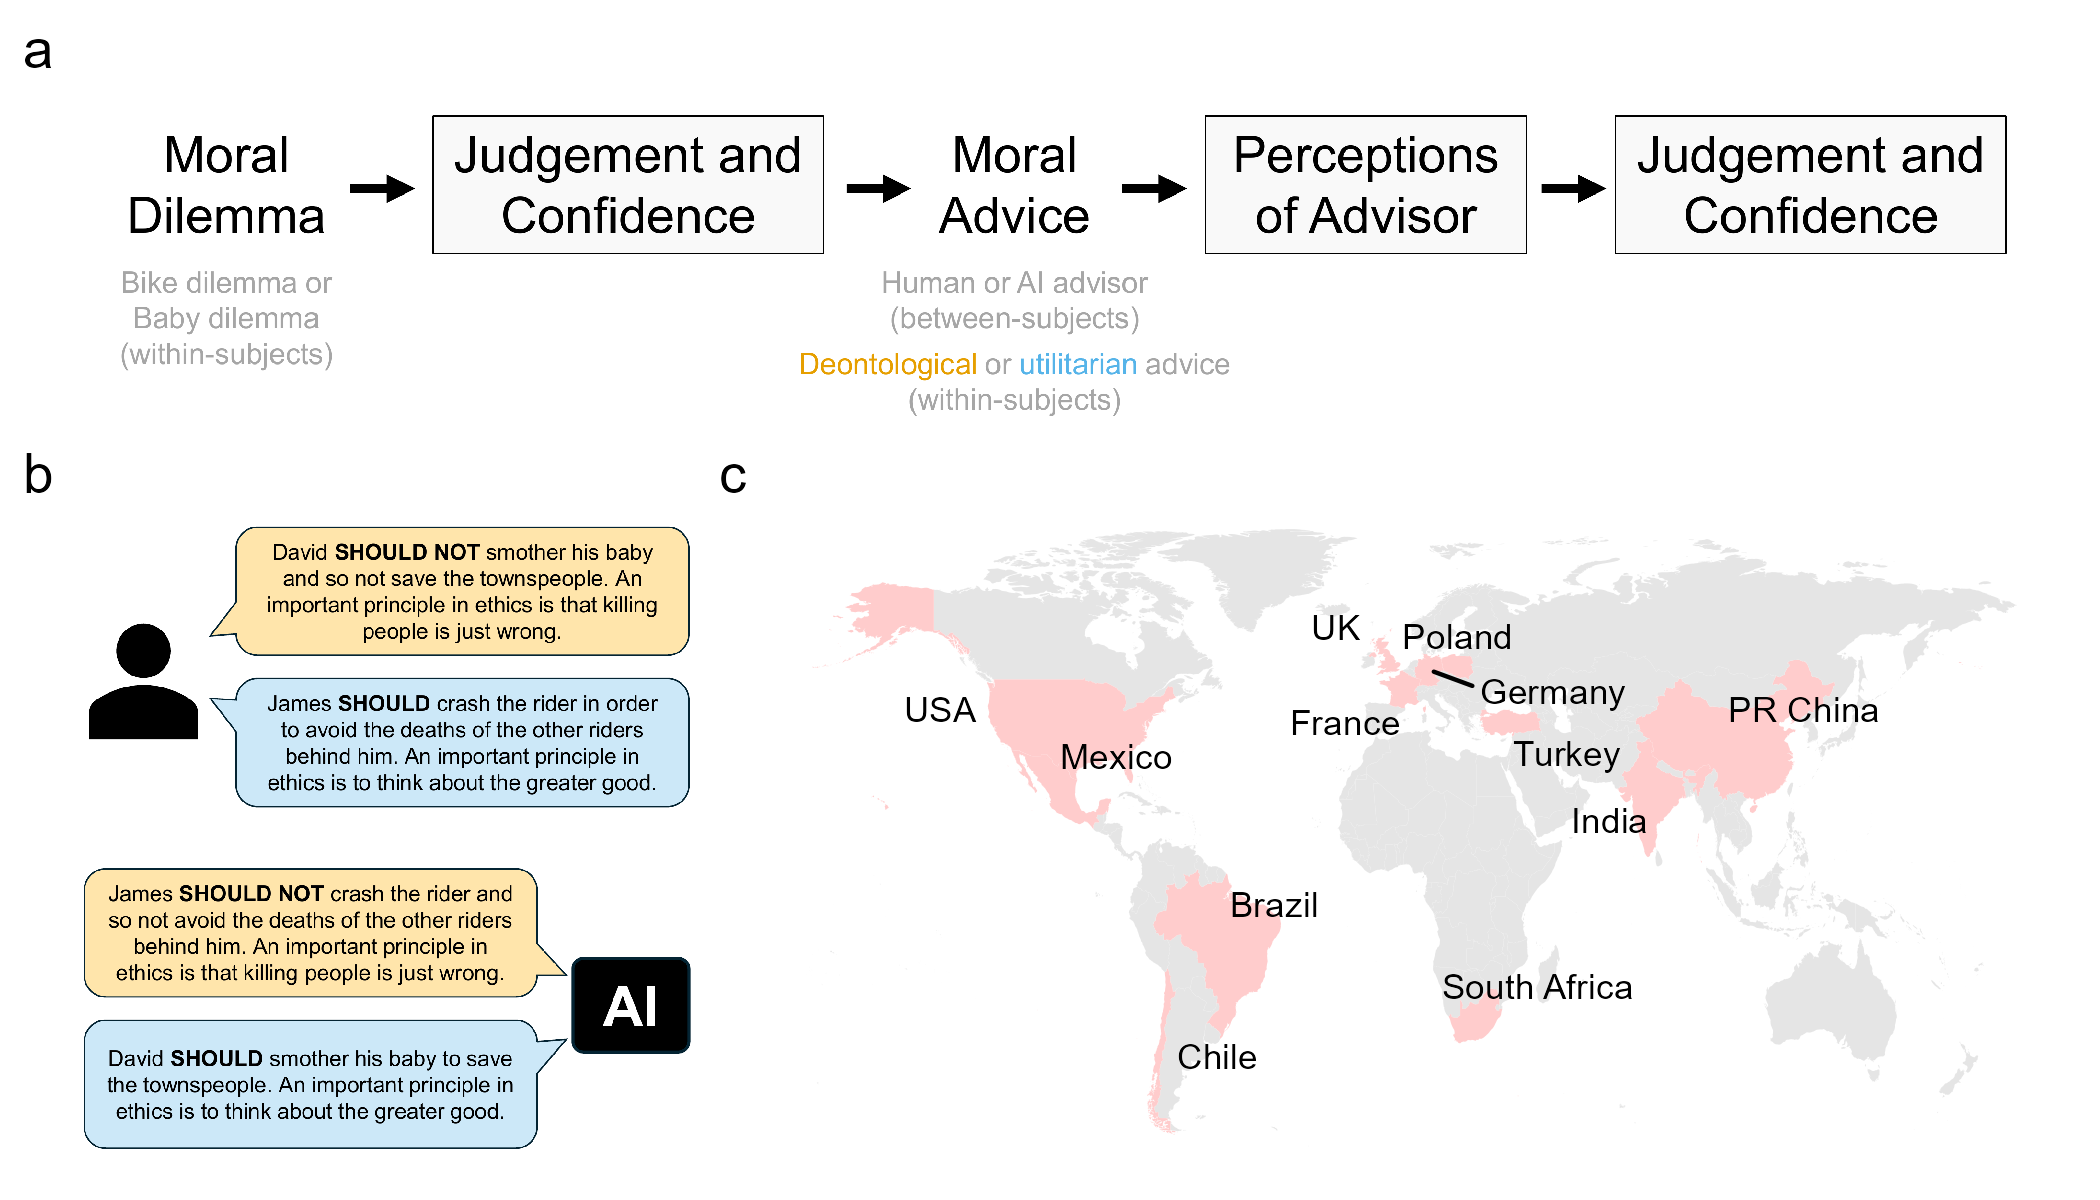 a
Moral
Dilemma
Bike dilemma or
Baby dilemma
(within-subjects)
Judgement and
Confidence
Moral
Advice
Human or AI advisor
(between-subjects)
Deontological or utilitarian advice
(within-subjects)
Perceptions
of Advisor
Judgement and
Confidence
b
David SHOULD NOT smother his baby
and so not save the townspeople. An
important principle in ethics is that killing
people is just wrong.
James SHOULD crash the rider in order
to avoid the deaths of the other riders
behind him. An important principle in
ethics is to think about the greater good.
James SHOULD NOT crash the rider and
so not avoid the deaths of the other riders
behind him. An important principle in
ethics is that killing people is just wrong.
AI
David SHOULD smother his baby to save
the townspeople. An important principle in
ethics is to think about the greater good.
c
UK
Poland
Germany
USA
France
PR China
Mexico
Turkey
India
Brazil
South Africa
Chile